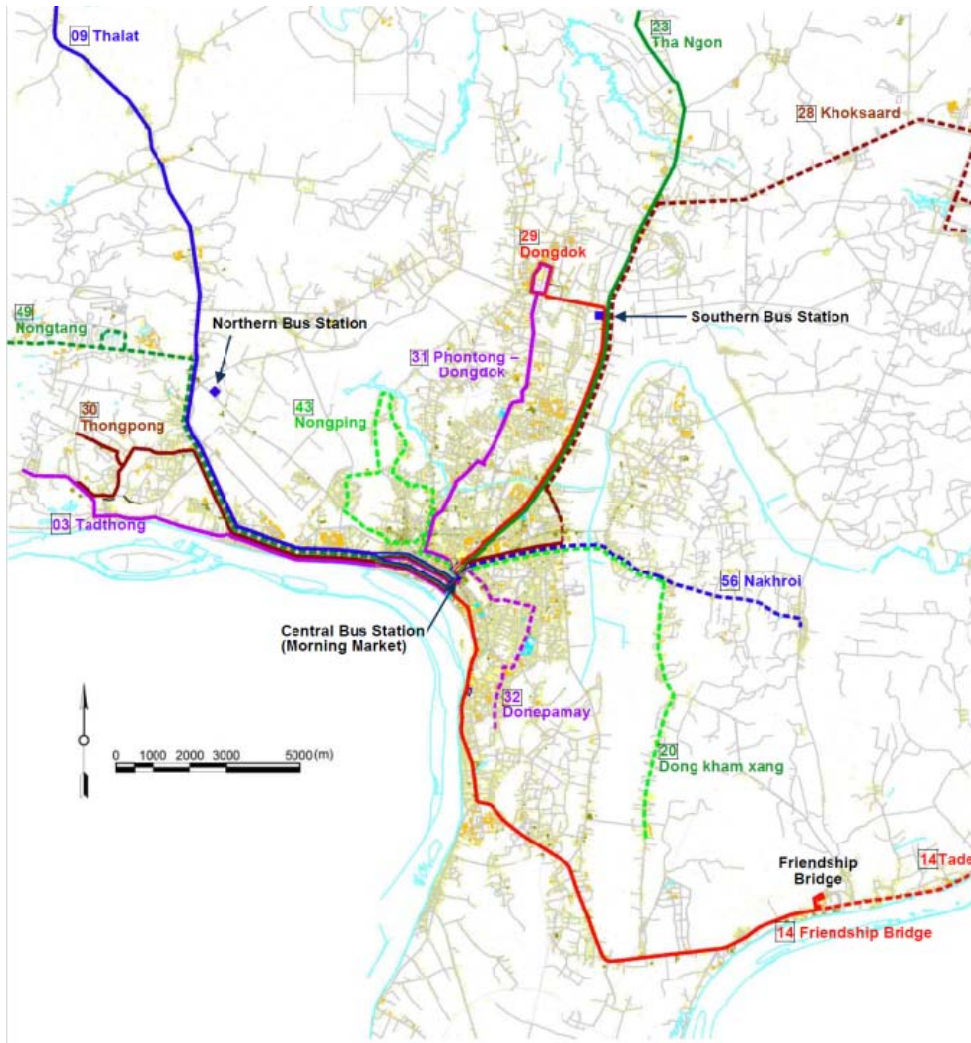 09 Thalat
23
Tha Ngon
28 Khoksaard
29
Dongdok
49
Nongtang
Northern Bus Station
Southern Bus Station
31 Phontong –
Dongdok
30
Thongpong
43
Nongping
03 Tadthong
56 Nakhroi
Central Bus Station
(Morning Market)
32
Donepamay
0 1000 2000 3000 5000 (m)
20
Dong kham xang
Friendship
Bridge
14 Tade
14 Friendship Bridge